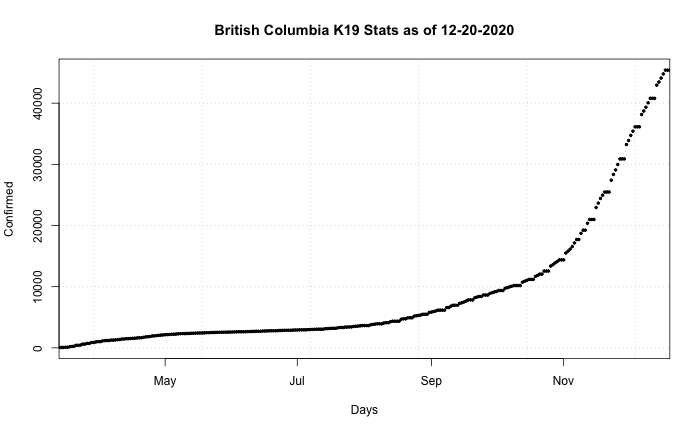 British Columbia K19 Stats as of 12-20-2020
Confirmed
40000
30000
20000
10000
0
May Jul Sep Nov
Days